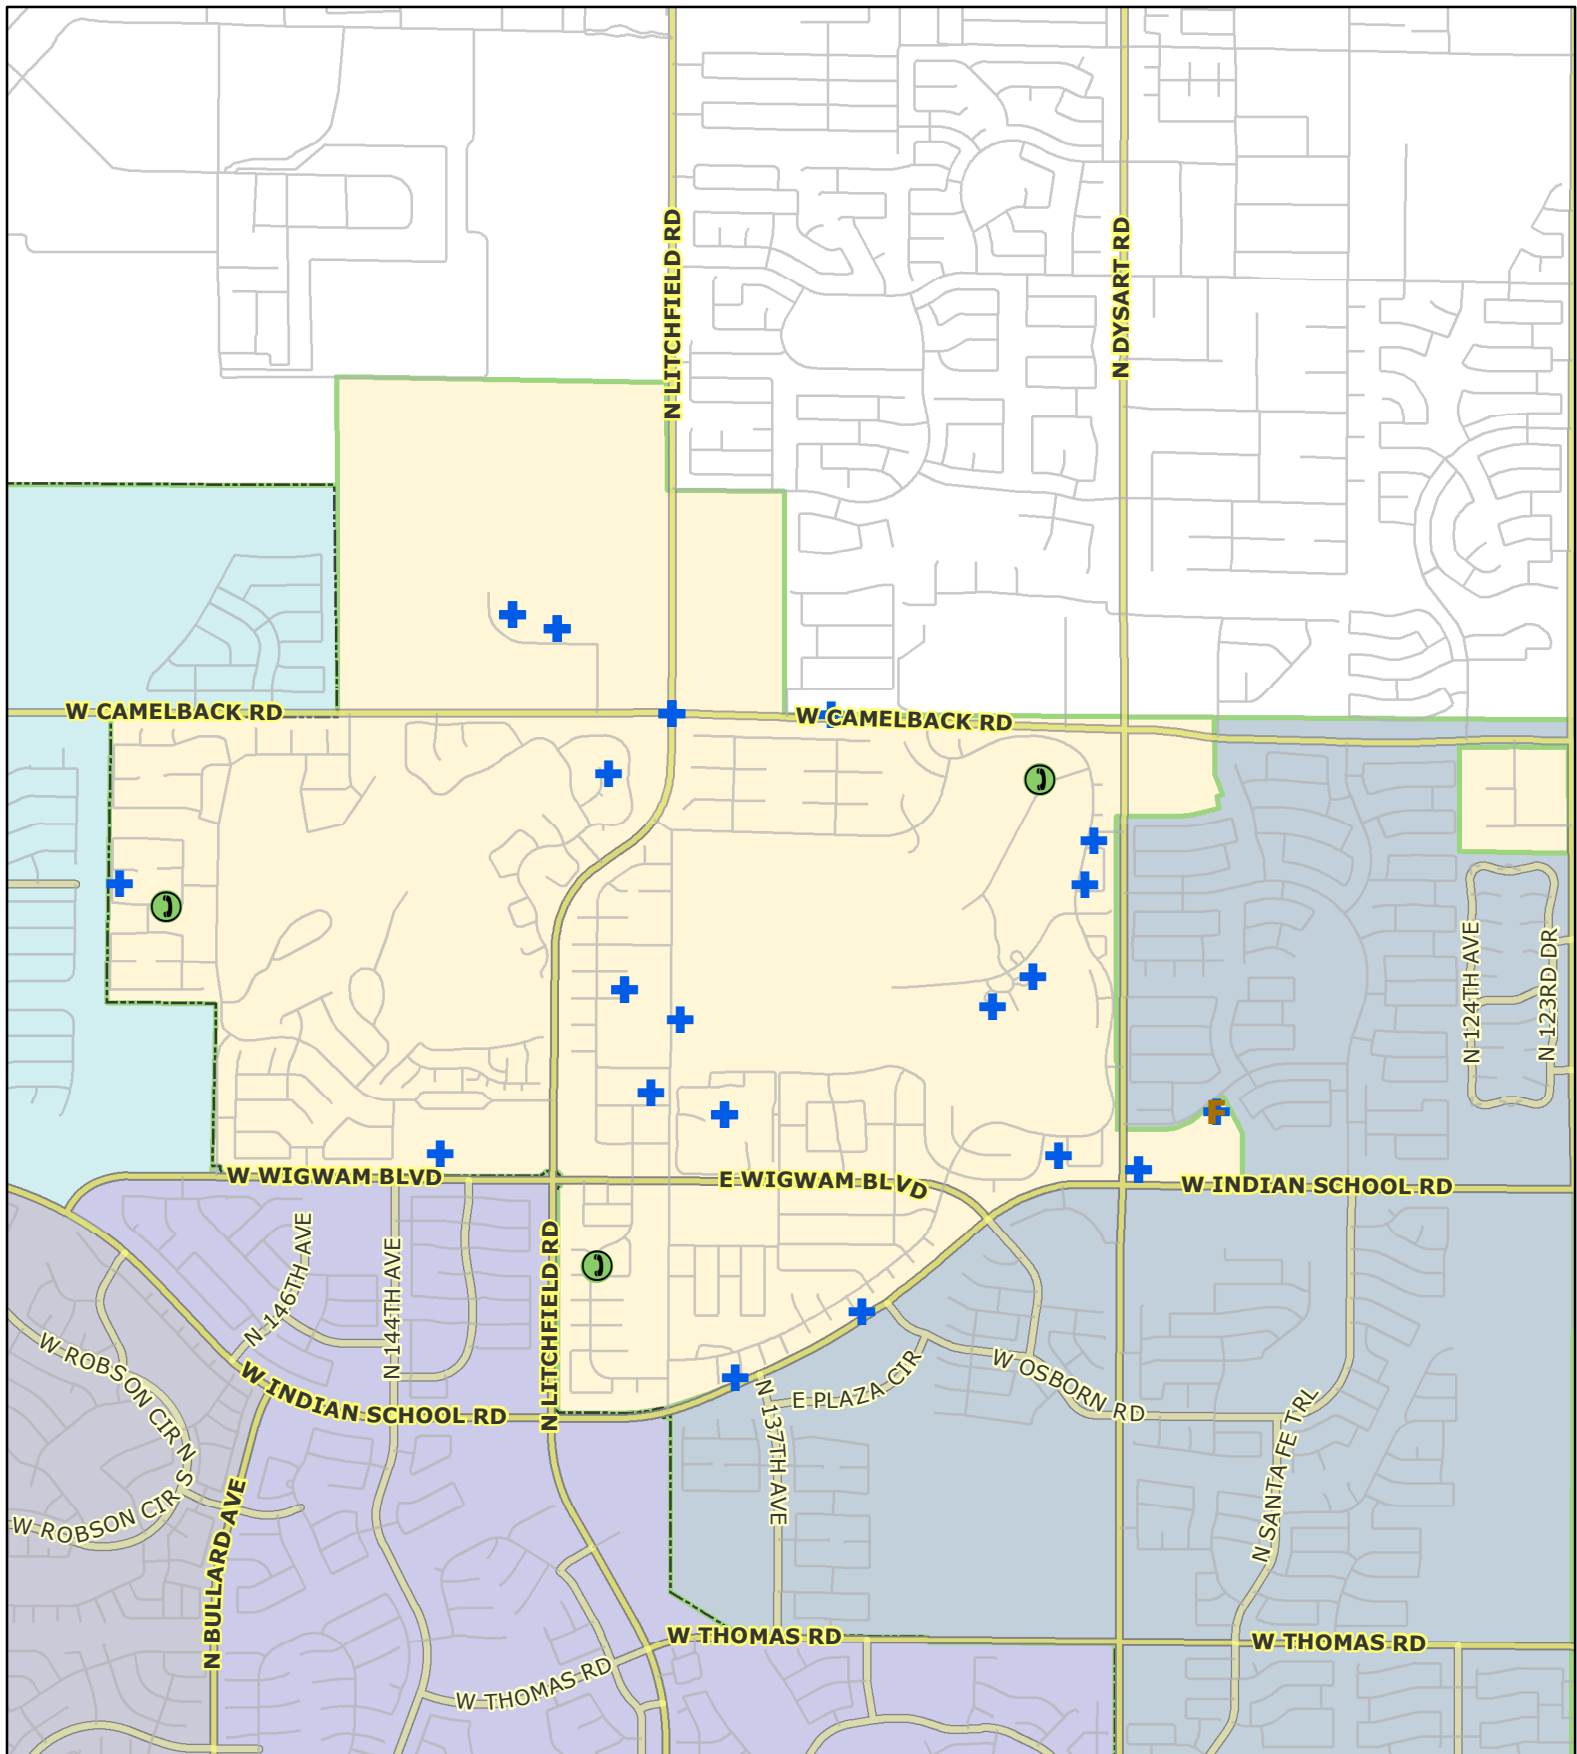 N LITCHFIELD RD
N DYSART RD
W CAMELBACK RD
W CAMELBACK RD
N 124TH AVE
N 123RD DR
W WIGWAM BLVD
E WIGWAM BLVD
W INDIAN SCHOOL RD
F
N 146TH AVE
N 144TH AVE
N LITCHFIELD RD
W ROBSON CIR N
W INDIAN SCHOOL RD
E PLAZA CIR
W OSBORN RD
N 137TH AVE
N SANTA FE TRL
W ROBSON CIR S
N BULLARD AVE
W THOMAS RD
W THOMAS RD
W THOMAS RD